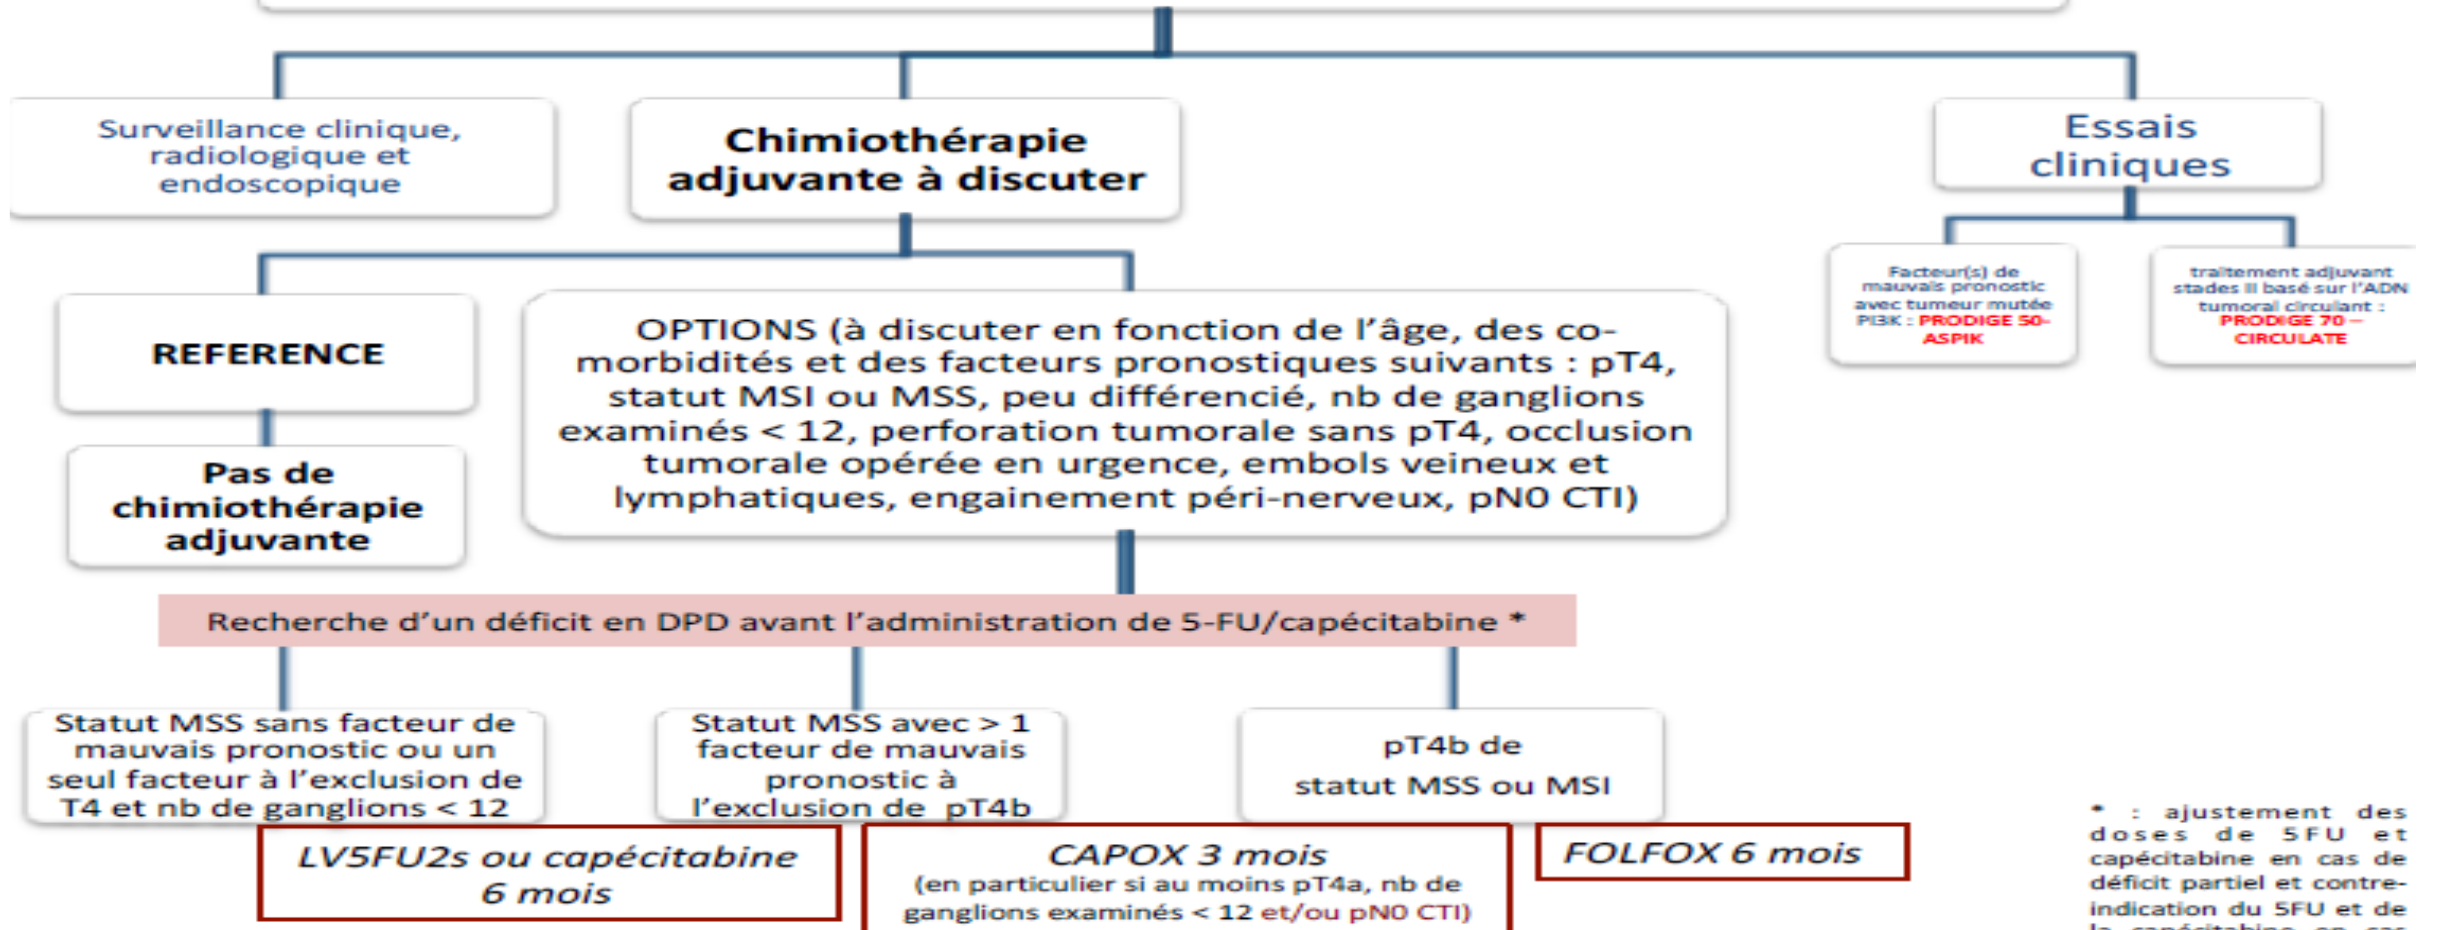 Surveillance clinique,
radiologique et
endoscopique
Chimiothérapie
adjuvante à discuter
Essais
cliniques
Facteur(s) de
mauvais pronostic
avec tumeur mutée
PI3K : PRODIGE 50-
ASPIK
traitement adjuvant
stades II basé sur l'ADN
tumoral circulant :
PRODIGE 70 –
CIRCULATE
REFERENCE
Pas de
chimiothérapie
adjuvante
OPTIONS (à discuter en fonction de l'âge, des co-
morbidités et des facteurs pronostiques suivants : pT4,
statut MSI ou MSS, peu différencié, nb de ganglions
examinés < 12, perforation tumorale sans pT4, occlusion
tumorale opérée en urgence, embols veineux et
lymphatiques, engainement péri-nerveux, pN0 CTI)
Recherche d'un déficit en DPD avant l'administration de 5-FU/capécitabine *
Statut MSS sans facteur de
mauvais pronostic ou un
seul facteur à l'exclusion de
T4 et nb de ganglions < 12
Statut MSS avec > 1
facteur de mauvais
pronostic à
l'exclusion de pT4b
pT4b de
statut MSS ou MSI
LV5FU2s ou capécitabine
6 mois
CAPOX 3 mois
(en particulier si au moins pT4a, nb de
ganglions examinés < 12 et/ou pN0 CTI)
FOLFOX 6 mois
* : ajustement des
doses de 5FU et
capécitabine en cas de
déficit partiel et contre-
indication du 5FU et de
la capécitabine en cas